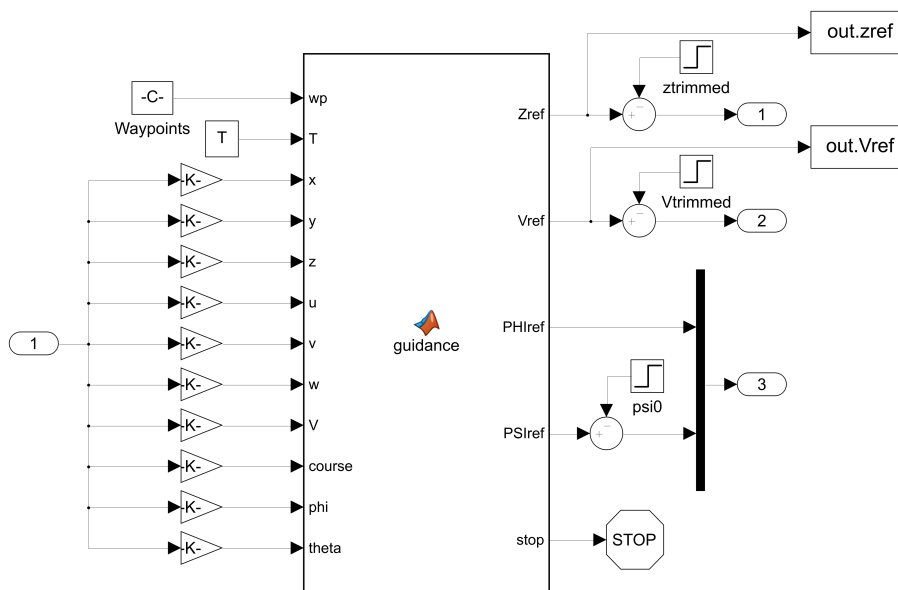 out.zref
ztrimmed
-C-
wp
Zref
+
−
1
Waypoints
T
T
out.Vref
-K-
x
Vtrimmed
-K-
y
Vref
+
−
2
-K-
z
-K-
u
PHIref
1
-K-
v
guidance
-K-
w
psi0
3
-K-
V
PSIref
+
−
-K-
course
-K-
phi
-K-
theta
stop
STOP